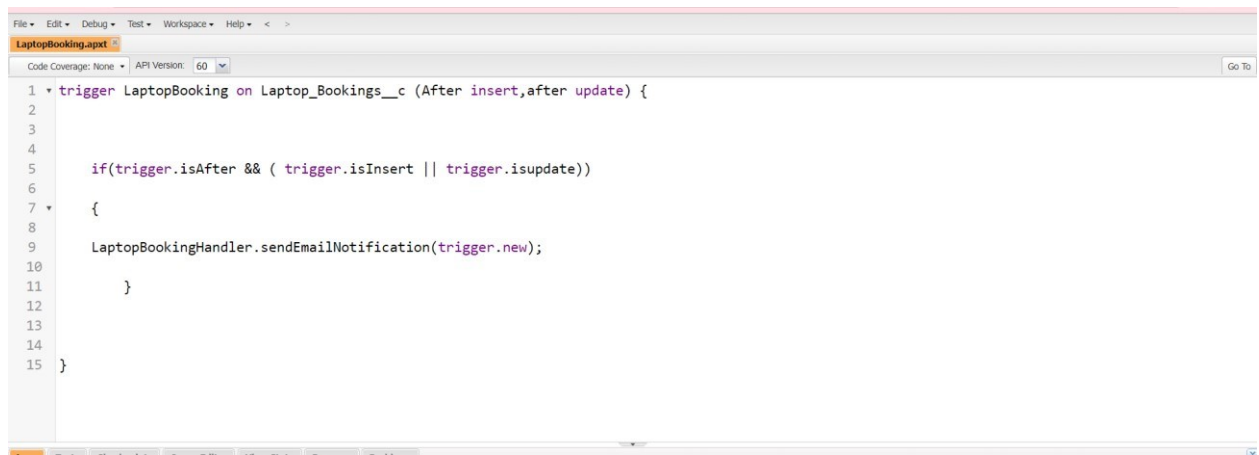 File Edit Debug Test Workspace Help < >
LaptopBooking.apxt
Code Coverage: None API Version: 60 Go To
1 trigger LaptopBooking on Laptop_Bookings__c (After insert,after update) {
2
3
4
5 if(trigger.isAfter && ( trigger.isInsert || trigger.isupdate))
6
7 {
8
9 LaptopBookingHandler.sendEmailNotification(trigger.new);
10
11 }
12
13
14
15 }